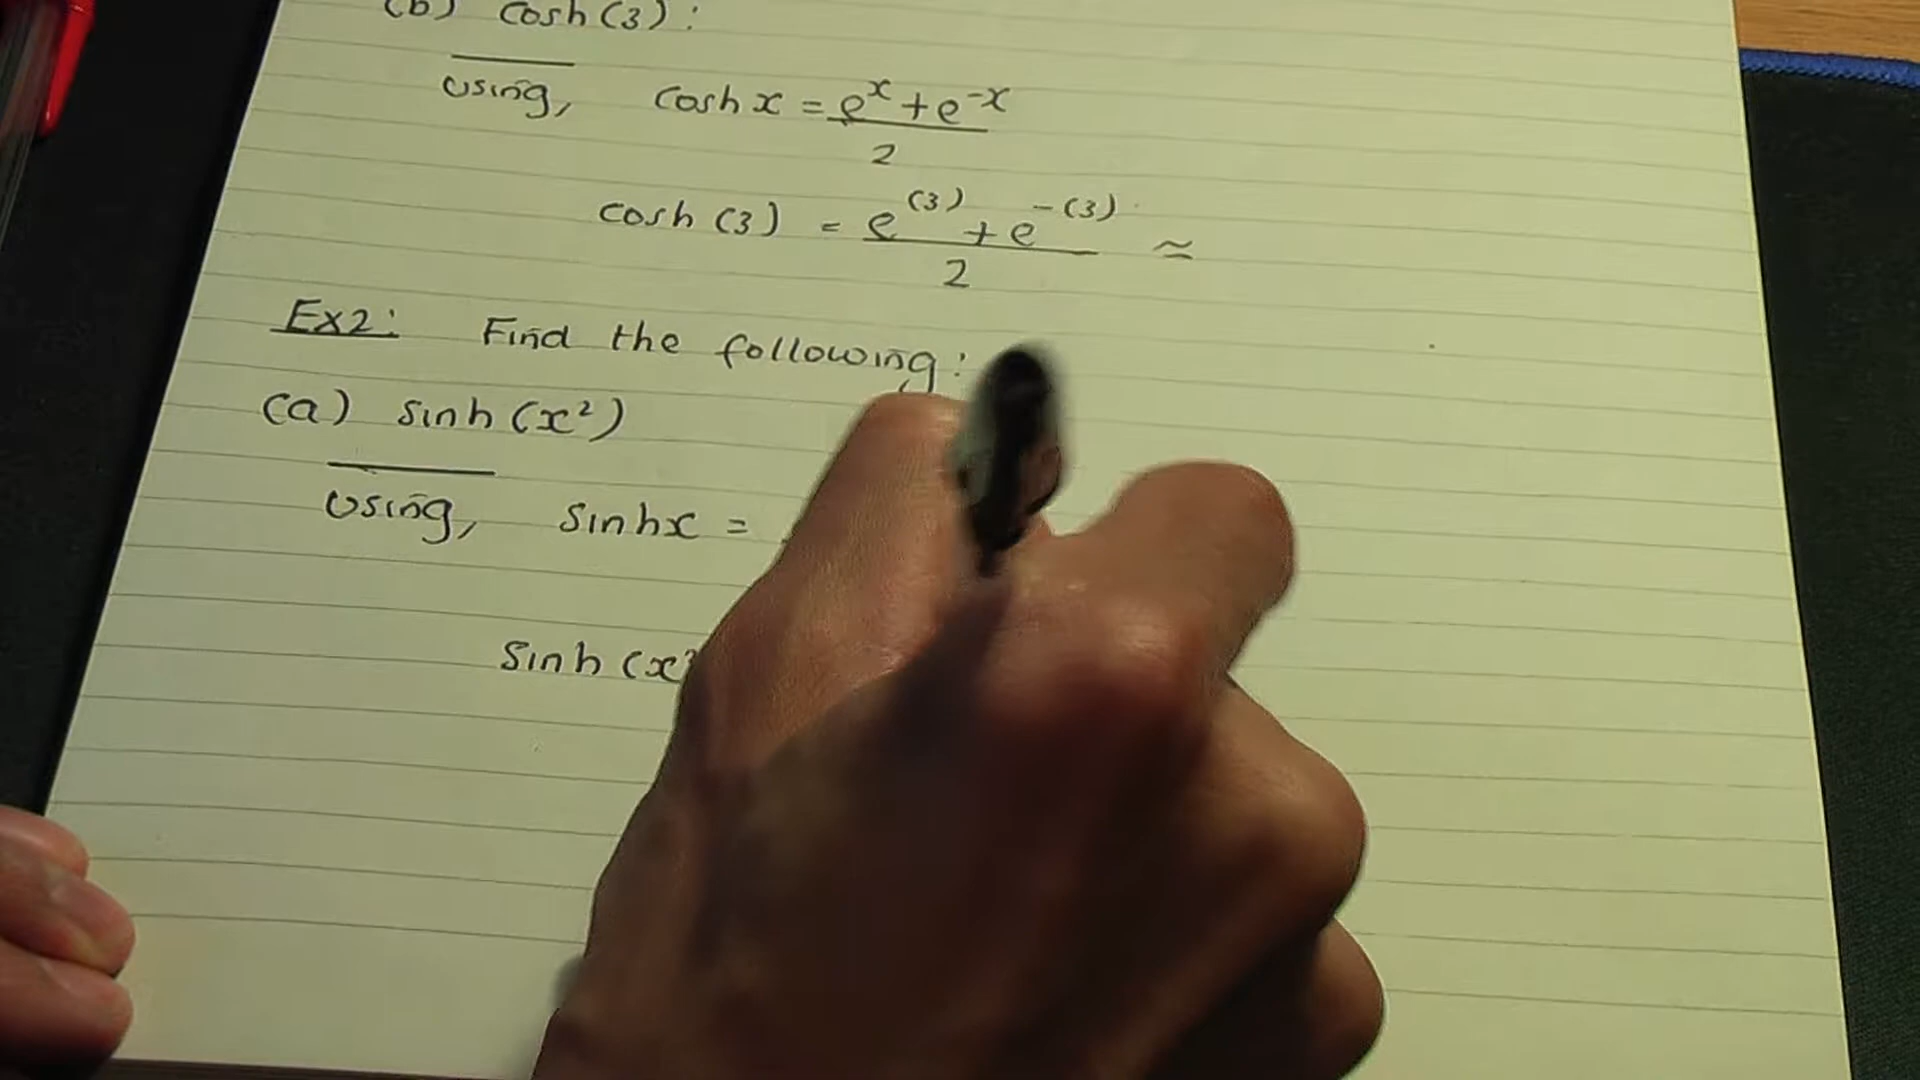 (b) cosh(3):
using, cosh x = e^x + e^-x
2
cosh (3) = e^(3) + e^-(3) ≈
2
Ex2: Find the following:
(a) sinh (x²)
using, sinhx =
sinh (x²